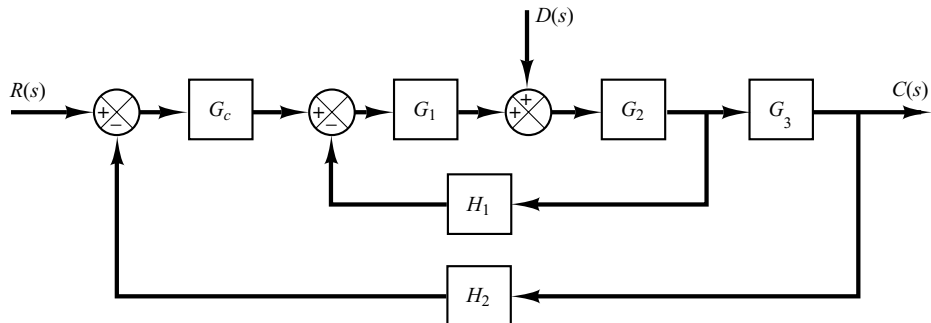 D(s)
R(s)
+
−
G_c
+
−
G_1
+
+
G_2
G_3
C(s)
H_1
H_2